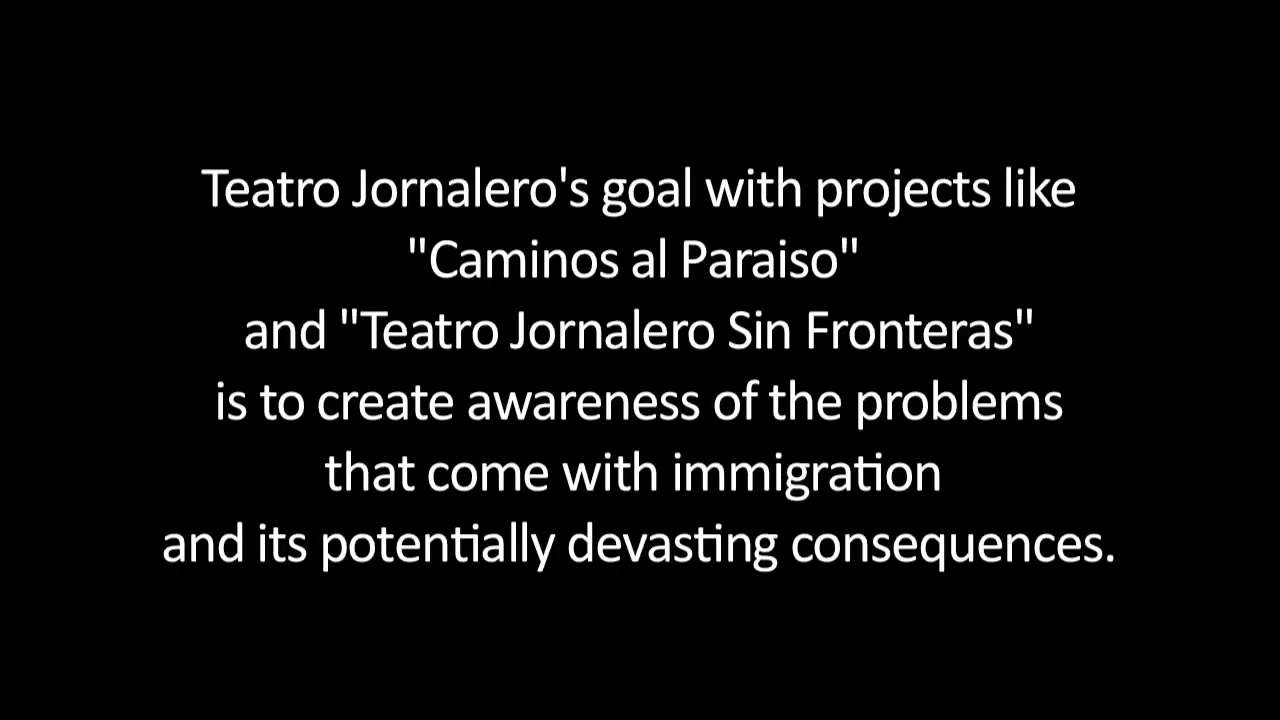 Teatro Jornalero's goal with projects like
"Caminos al Paraiso"
and "Teatro Jornalero Sin Fronteras"
is to create awareness of the problems
that come with immigration
and its potentially devasting consequences.